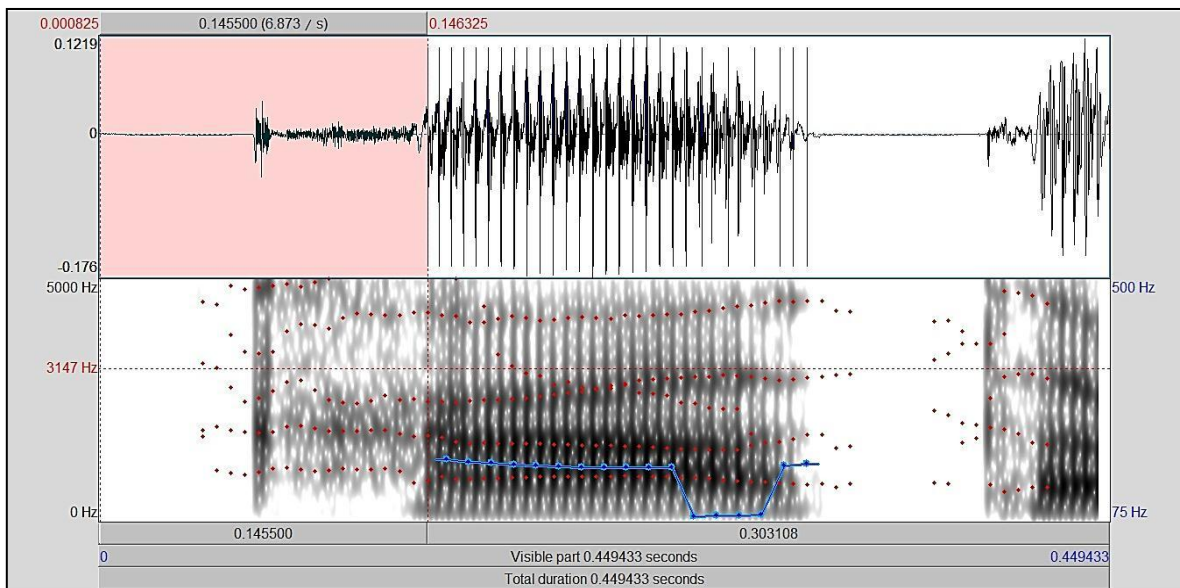 0.000825 0.145500 (6.873 / s) 0.146325
0.1219
0
-0.176
5000 Hz 500 Hz
3147 Hz
0 Hz 75 Hz
0.145500 0.303108
0 Visible part 0.449433 seconds 0.449433
Total duration 0.449433 seconds